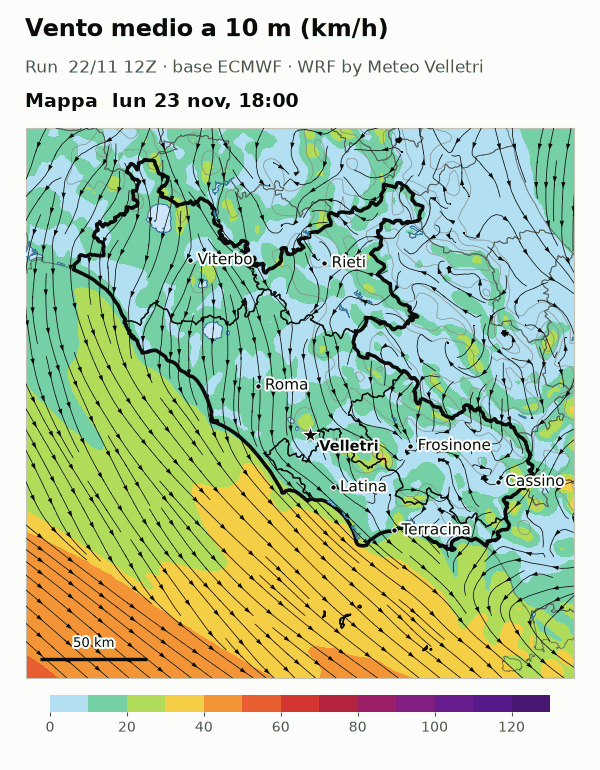 Vento medio a 10 m (km/h)
Run  22/11 12Z · base ECMWF · WRF by Meteo Velletri
Mappa  lun 23 nov, 18:00
Viterbo
Rieti
Roma
Velletri
Frosinone
Latina
Cassino
Terracina
50 km
0 20 40 60 80 100 120